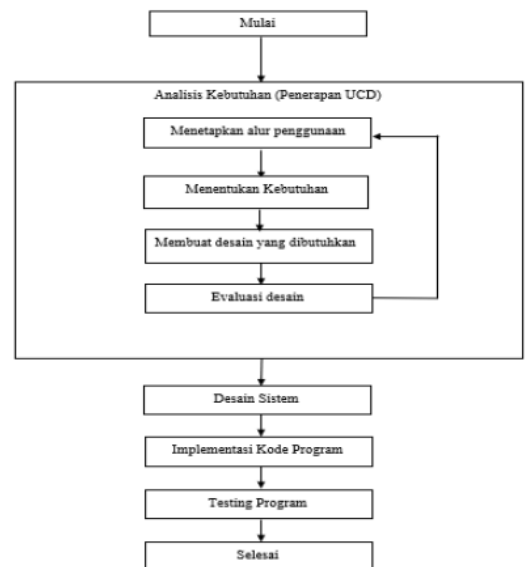 Mulai
Analisis Kebutuhan (Penerapan UCD)
Menetapkan alur penggunaan
Menentukan Kebutuhan
Membuat desain yang dibutuhkan
Evaluasi desain
Desain Sistem
Implementasi Kode Program
Testing Program
Selesai